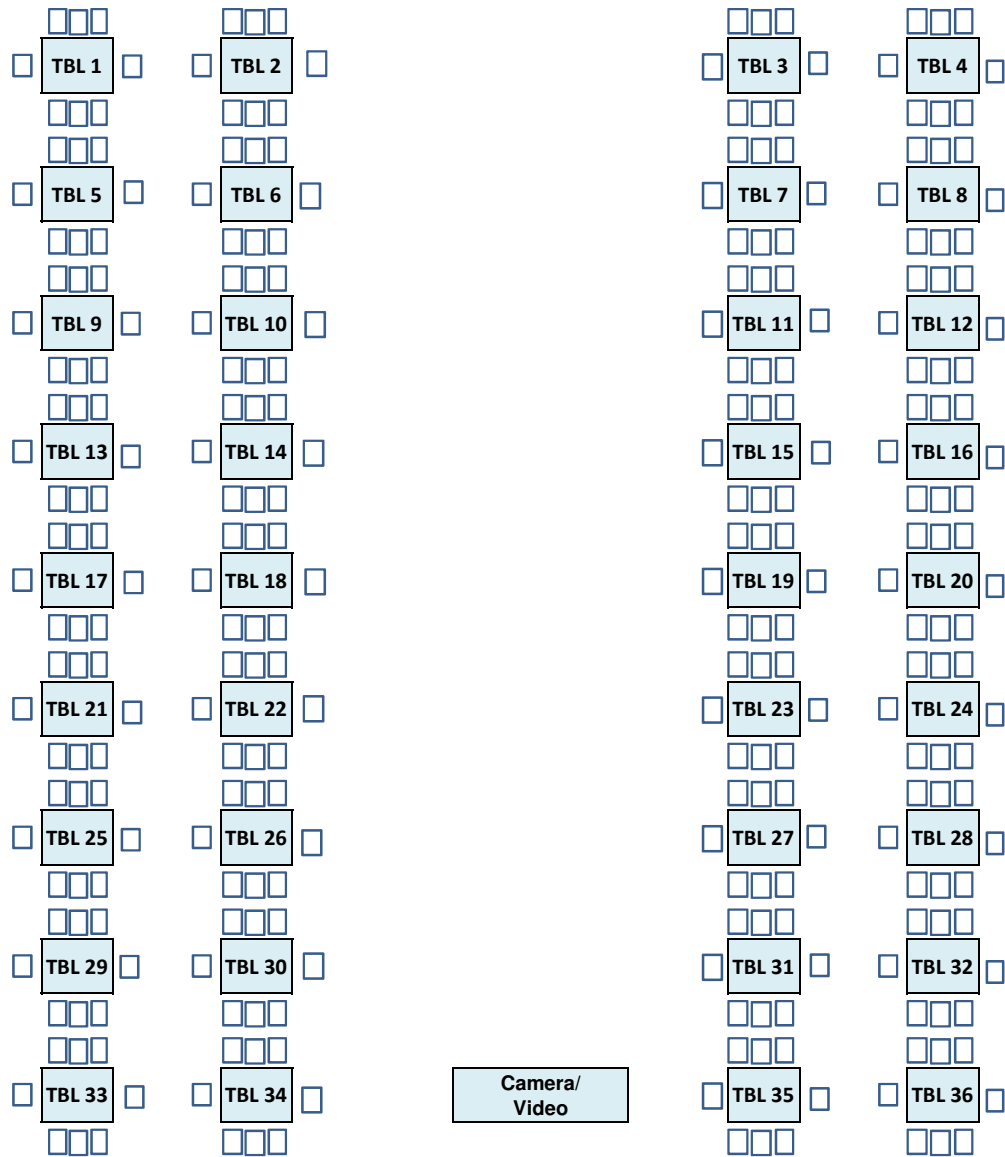 TBL 1
TBL 2
TBL 3
TBL 4
TBL 5
TBL 6
TBL 7
TBL 8
TBL 9
TBL 10
TBL 11
TBL 12
TBL 13
TBL 14
TBL 15
TBL 16
TBL 17
TBL 18
TBL 19
TBL 20
TBL 21
TBL 22
TBL 23
TBL 24
TBL 25
TBL 26
TBL 27
TBL 28
TBL 29
TBL 30
TBL 31
TBL 32
TBL 33
TBL 34
Camera/
Video
TBL 35
TBL 36